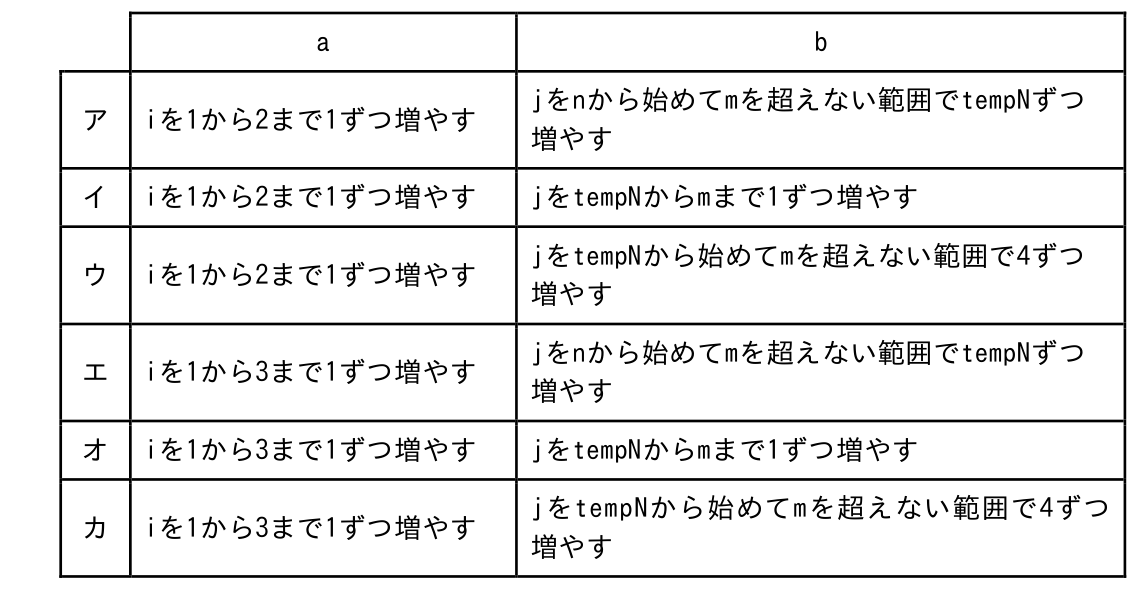 a b
ア iを1から2まで1ずつ増やす jをnから始めてmを超えない範囲でtempNずつ
増やす
イ iを1から2まで1ずつ増やす jをtempNからmまで1ずつ増やす
ウ iを1から2まで1ずつ増やす jをtempNから始めてmを超えない範囲で4ずつ
増やす
エ iを1から3まで1ずつ増やす jをnから始めてmを超えない範囲でtempNずつ
増やす
オ iを1から3まで1ずつ増やす jをtempNからmまで1ずつ増やす
カ iを1から3まで1ずつ増やす jをtempNから始めてmを超えない範囲で4ずつ
増やす